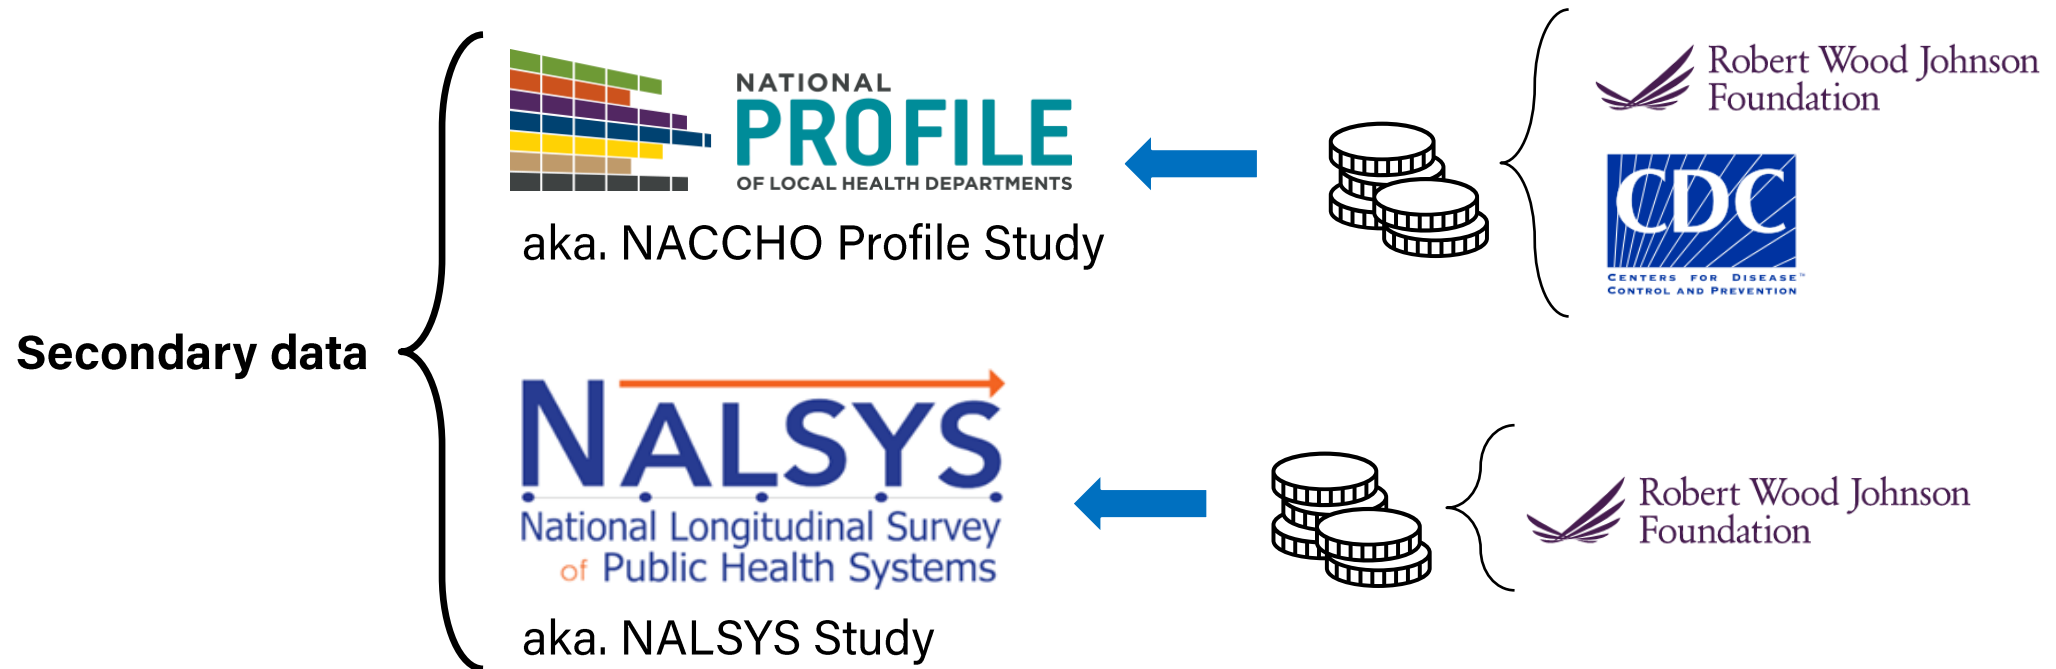 Secondary data
NATIONAL
PROFILE
OF LOCAL HEALTH DEPARTMENTS
aka. NACCHO Profile Study
Robert Wood Johnson
Foundation
CDC
CENTERS FOR DISEASE™
CONTROL AND PREVENTION
NALSYS
National Longitudinal Survey
of Public Health Systems
aka. NALSYS Study
Robert Wood Johnson
Foundation